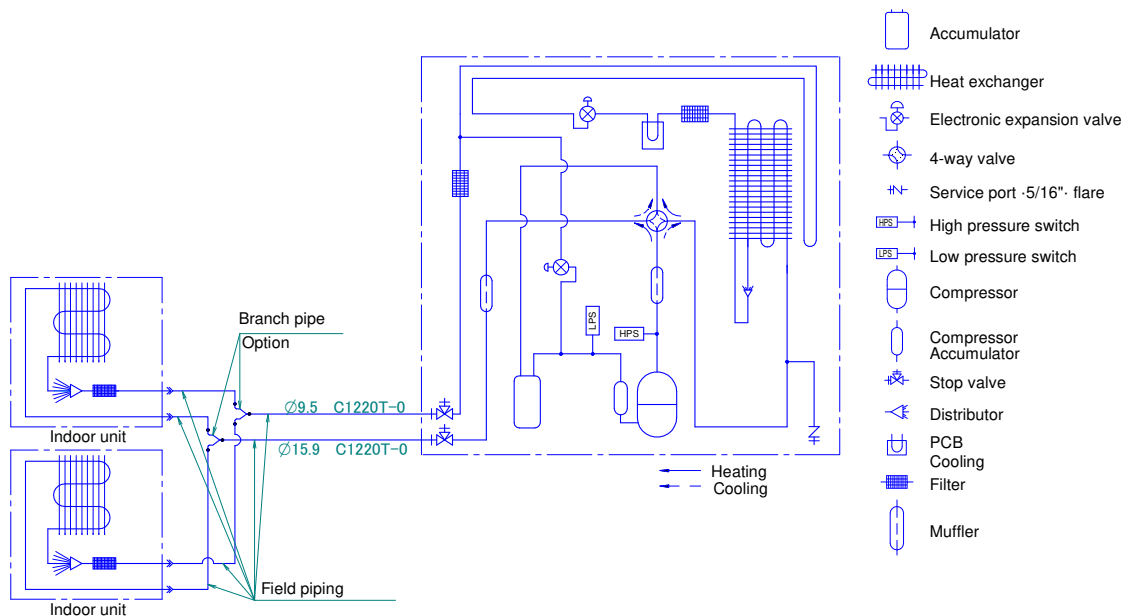 Accumulator
Heat exchanger
Electronic expansion valve
4-way valve
Service port ·5/16"· flare
HPS
High pressure switch
LPS
Low pressure switch
Compressor
Compressor
Accumulator
Stop valve
Distributor
PCB
Cooling
Filter
Muffler
LPS
HPS
Branch pipe
Option
Ø9.5 C1220T-0
Ø15.9 C1220T-0
Indoor unit
Heating
Cooling
Field piping
Indoor unit